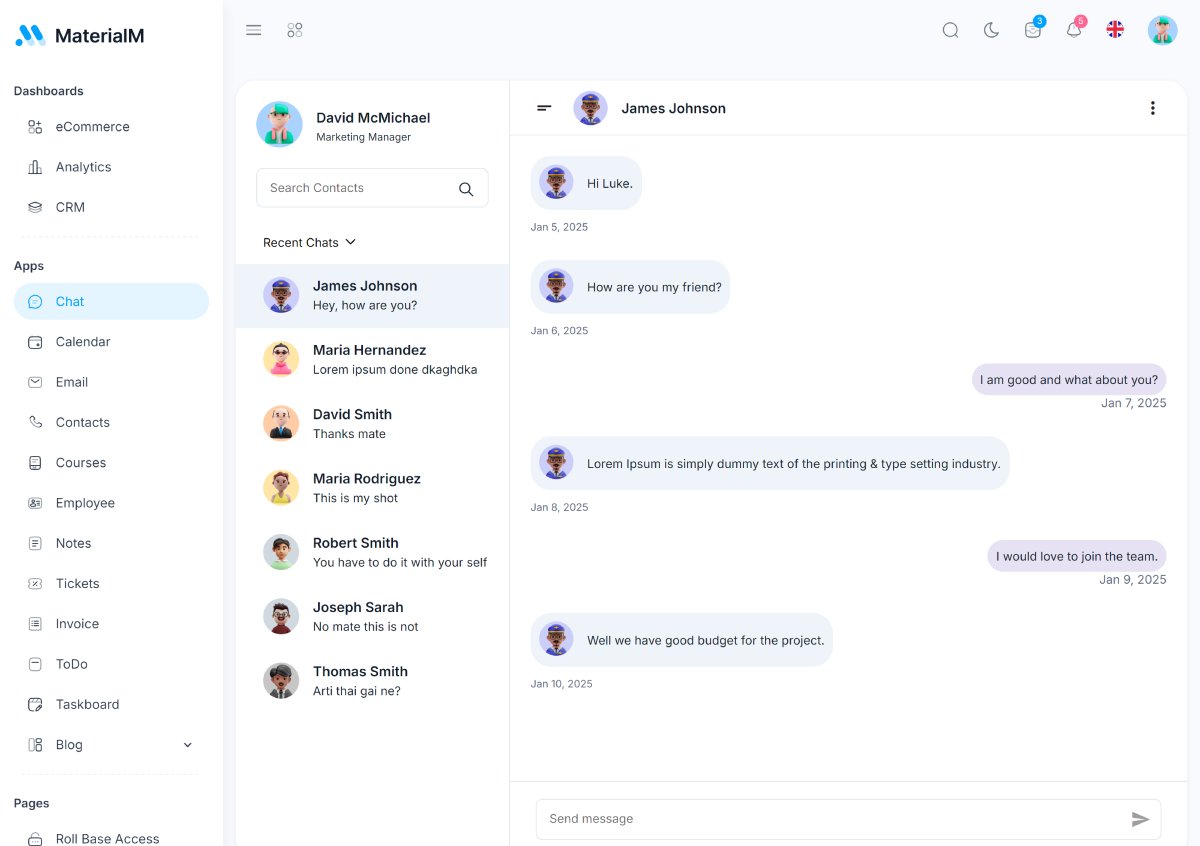 MaterialM
Dashboards
eCommerce
Analytics
CRM
Apps
Chat
Calendar
Email
Contacts
Courses
Employee
Notes
Tickets
Invoice
ToDo
Taskboard
Blog
Pages
Roll Base Access
3
5
David McMichael
Marketing Manager
Search Contacts
Recent Chats
James Johnson
Hey, how are you?
Maria Hernandez
Lorem ipsum done dkaghdka
David Smith
Thanks mate
Maria Rodriguez
This is my shot
Robert Smith
You have to do it with your self
Joseph Sarah
No mate this is not
Thomas Smith
Arti thai gai ne?
James Johnson
Hi Luke.
Jan 5, 2025
How are you my friend?
Jan 6, 2025
I am good and what about you?
Jan 7, 2025
Lorem Ipsum is simply dummy text of the printing & type setting industry.
Jan 8, 2025
I would love to join the team.
Jan 9, 2025
Well we have good budget for the project.
Jan 10, 2025
Send message